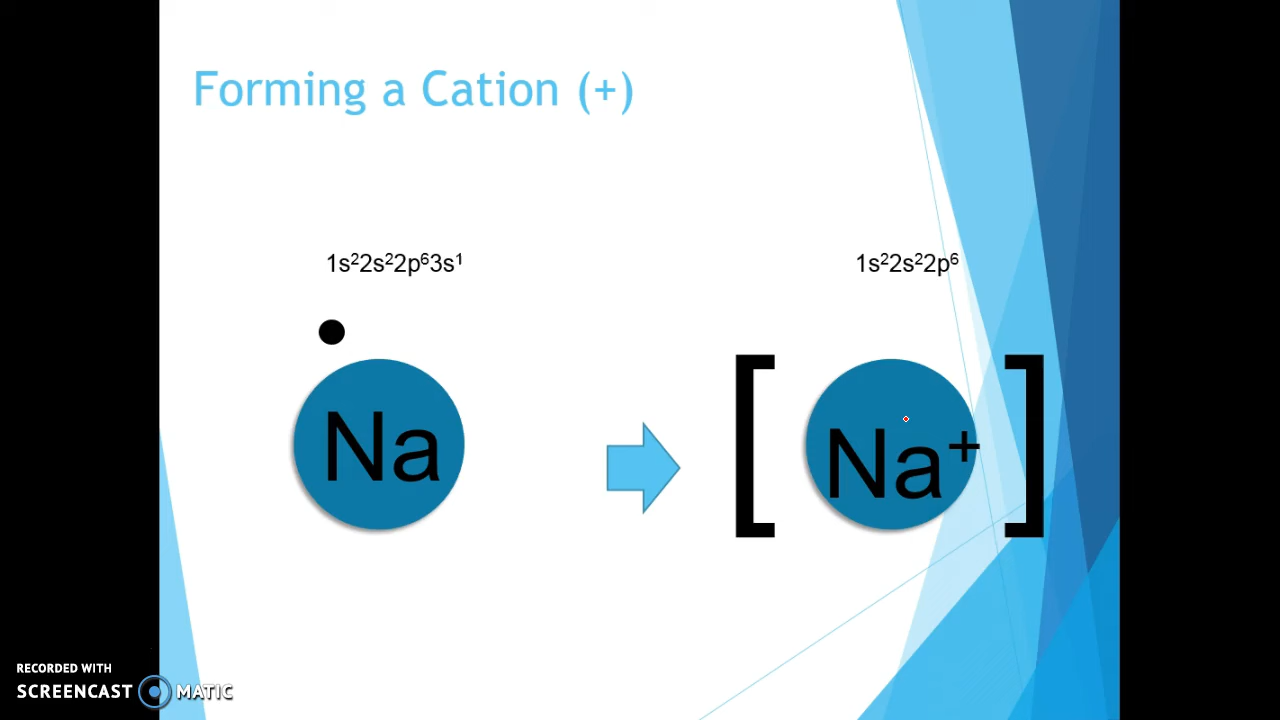 Forming a Cation (+)
1s²2s²2p⁶3s¹
1s²2s²2p⁶
Na
[ Na⁺ ]
RECORDED WITH
SCREENCAST MATIC